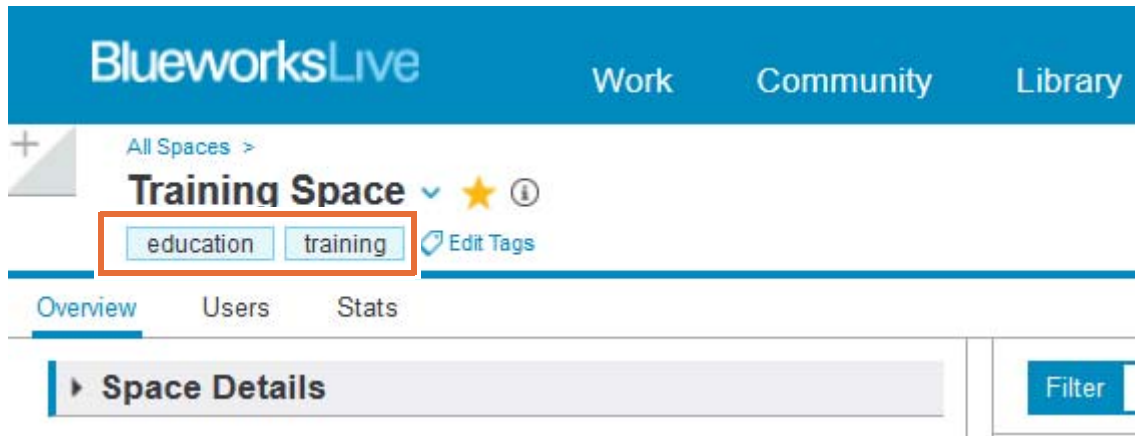 BlueworksLive
Work Community Library
All Spaces >
Training Space
education training Edit Tags
Overview Users Stats
Space Details
Filter